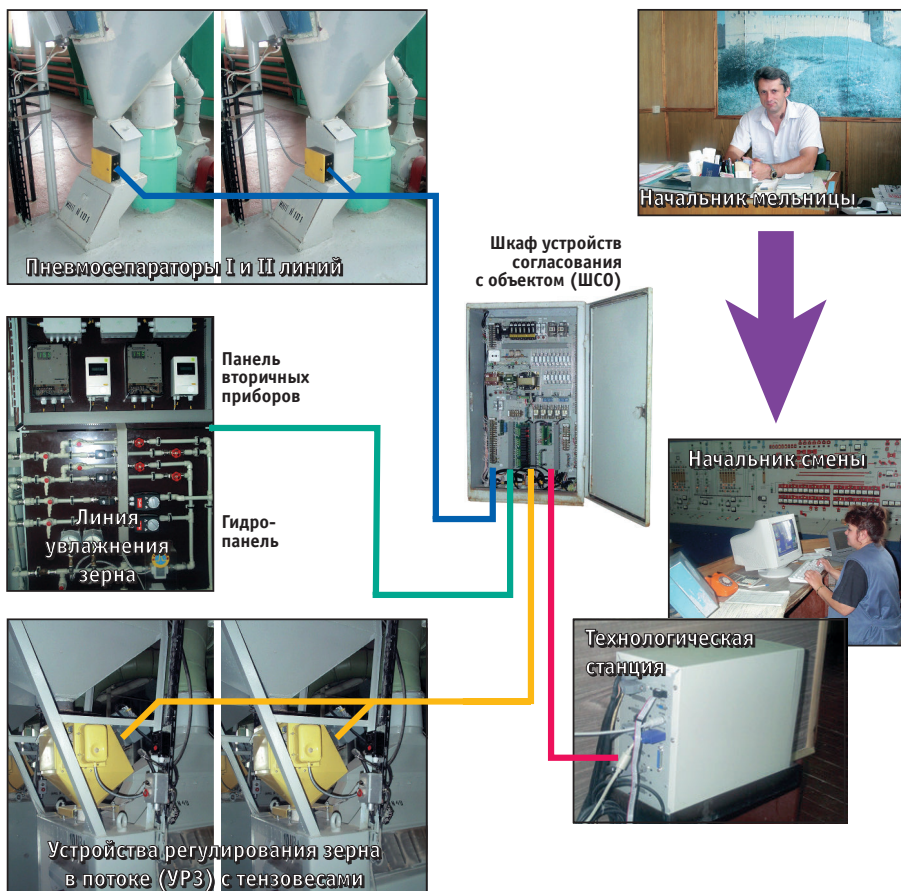 Пневмосепараторы I и II линий
Начальник мельницы
Шкаф устройств
согласования
с объектом (ШСО)
Панель
вторичных
приборов
Линия
увлажнения
зерна
Гидро-
панель
Начальник смены
Технологическая
станция
Устройства регулирования зерна
в потоке (УРЗ) с тензовесами